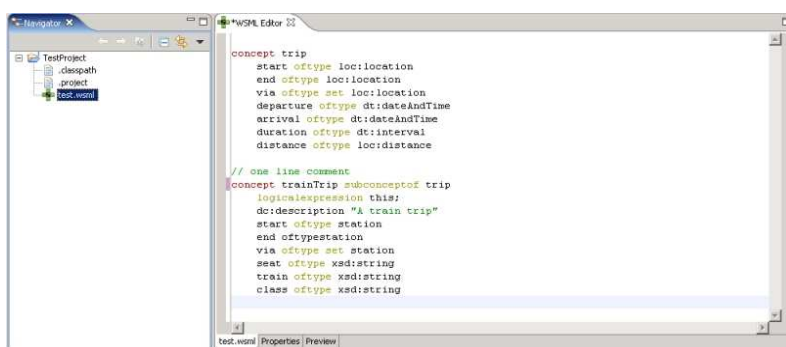 Navigator
TestProject
.classpath
.project
test.wsml
*WSML Editor
concept trip
start oftype loc:location
end oftype loc:location
via oftype set loc:location
departure oftype dt:dateAndTime
arrival oftype dt:dateAndTime
duration oftype dt:interval
distance oftype loc:distance
// one line comment
concept trainTrip subconceptof trip
logicalexpression this;
dc:description "A train trip"
start oftype station
end oftypestation
via oftype set station
seat oftype xsd:string
train oftype xsd:string
class oftype xsd:string
test.wsml Properties Preview